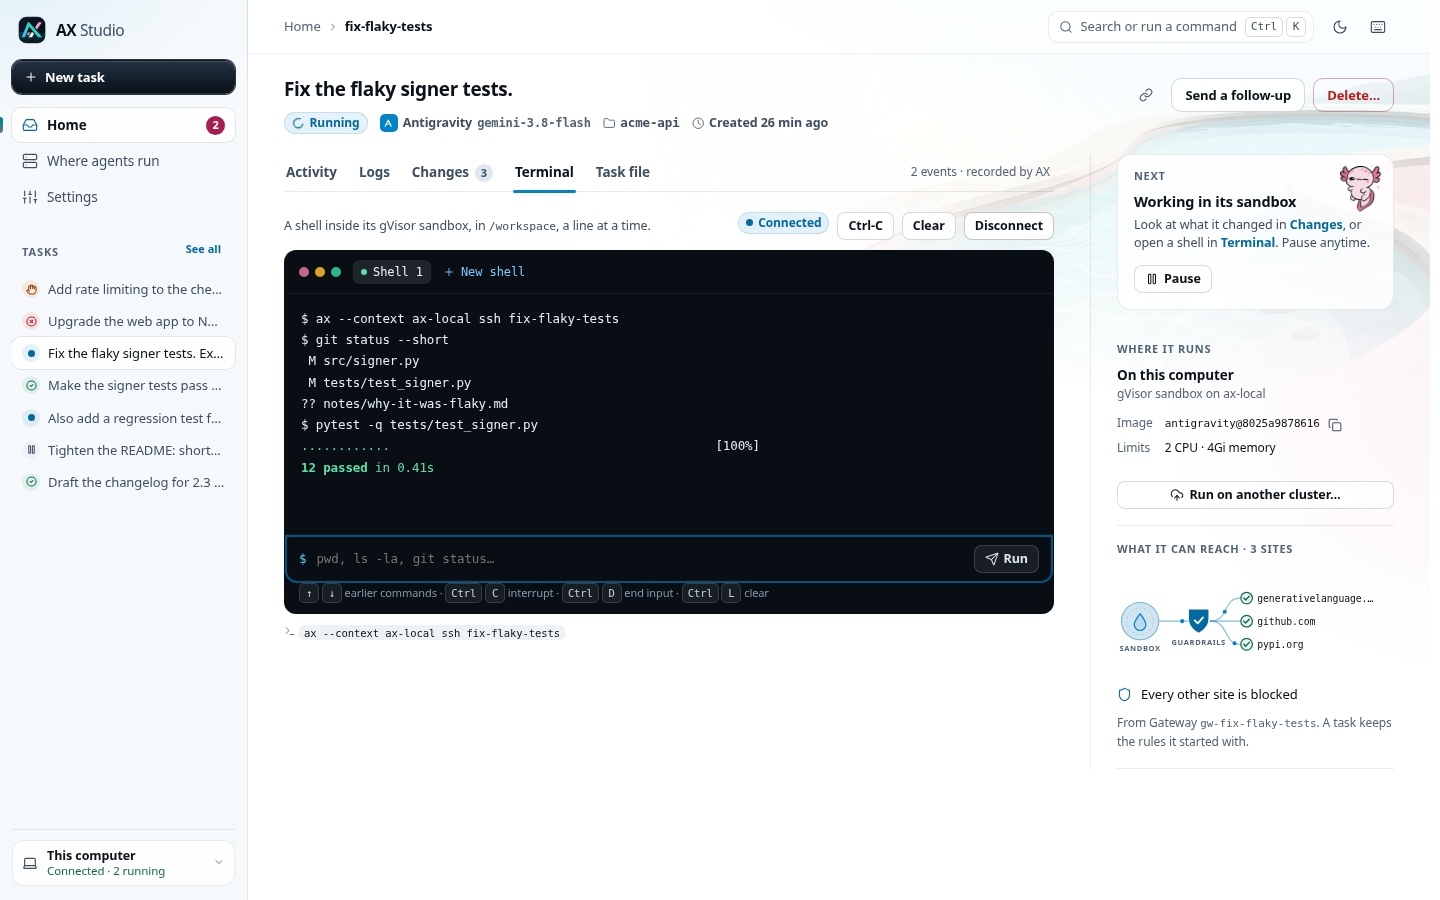 AX Studio
New task
Home 2
Where agents run
Settings
TASKS See all
Add rate limiting to the che...
Upgrade the web app to N...
Fix the flaky signer tests. Ex...
Make the signer tests pass ...
Also add a regression test f...
Tighten the README: short...
Draft the changelog for 2.3 ...
This computer
Connected · 2 running
Home > fix-flaky-tests
Search or run a command Ctrl K
Fix the flaky signer tests.
Send a follow-up Delete...
Running Antigravity gemini-3.8-flash acme-api Created 26 min ago
Activity Logs Changes 3 Terminal Task file 2 events · recorded by AX
A shell inside its gVisor sandbox, in /workspace, a line at a time. Connected Ctrl-C Clear Disconnect
Shell 1 + New shell
$ ax --context ax-local ssh fix-flaky-tests
$ git status --short
 M src/signer.py
 M tests/test_signer.py
?? notes/why-it-was-flaky.md
$ pytest -q tests/test_signer.py
............ [100%]
12 passed in 0.41s
$ pwd, ls -la, git status… Run
↑ ↓ earlier commands · Ctrl C interrupt · Ctrl D end input · Ctrl L clear
ax --context ax-local ssh fix-flaky-tests
NEXT
Working in its sandbox
Look at what it changed in Changes, or
open a shell in Terminal. Pause anytime.
Pause
WHERE IT RUNS
On this computer
gVisor sandbox on ax-local
Image antigravity@8025a9878616
Limits 2 CPU · 4Gi memory
Run on another cluster...
WHAT IT CAN REACH · 3 SITES
generativelanguage.…
github.com
pypi.org
SANDBOX GUARDRAILS
Every other site is blocked
From Gateway gw-fix-flaky-tests. A task keeps
the rules it started with.